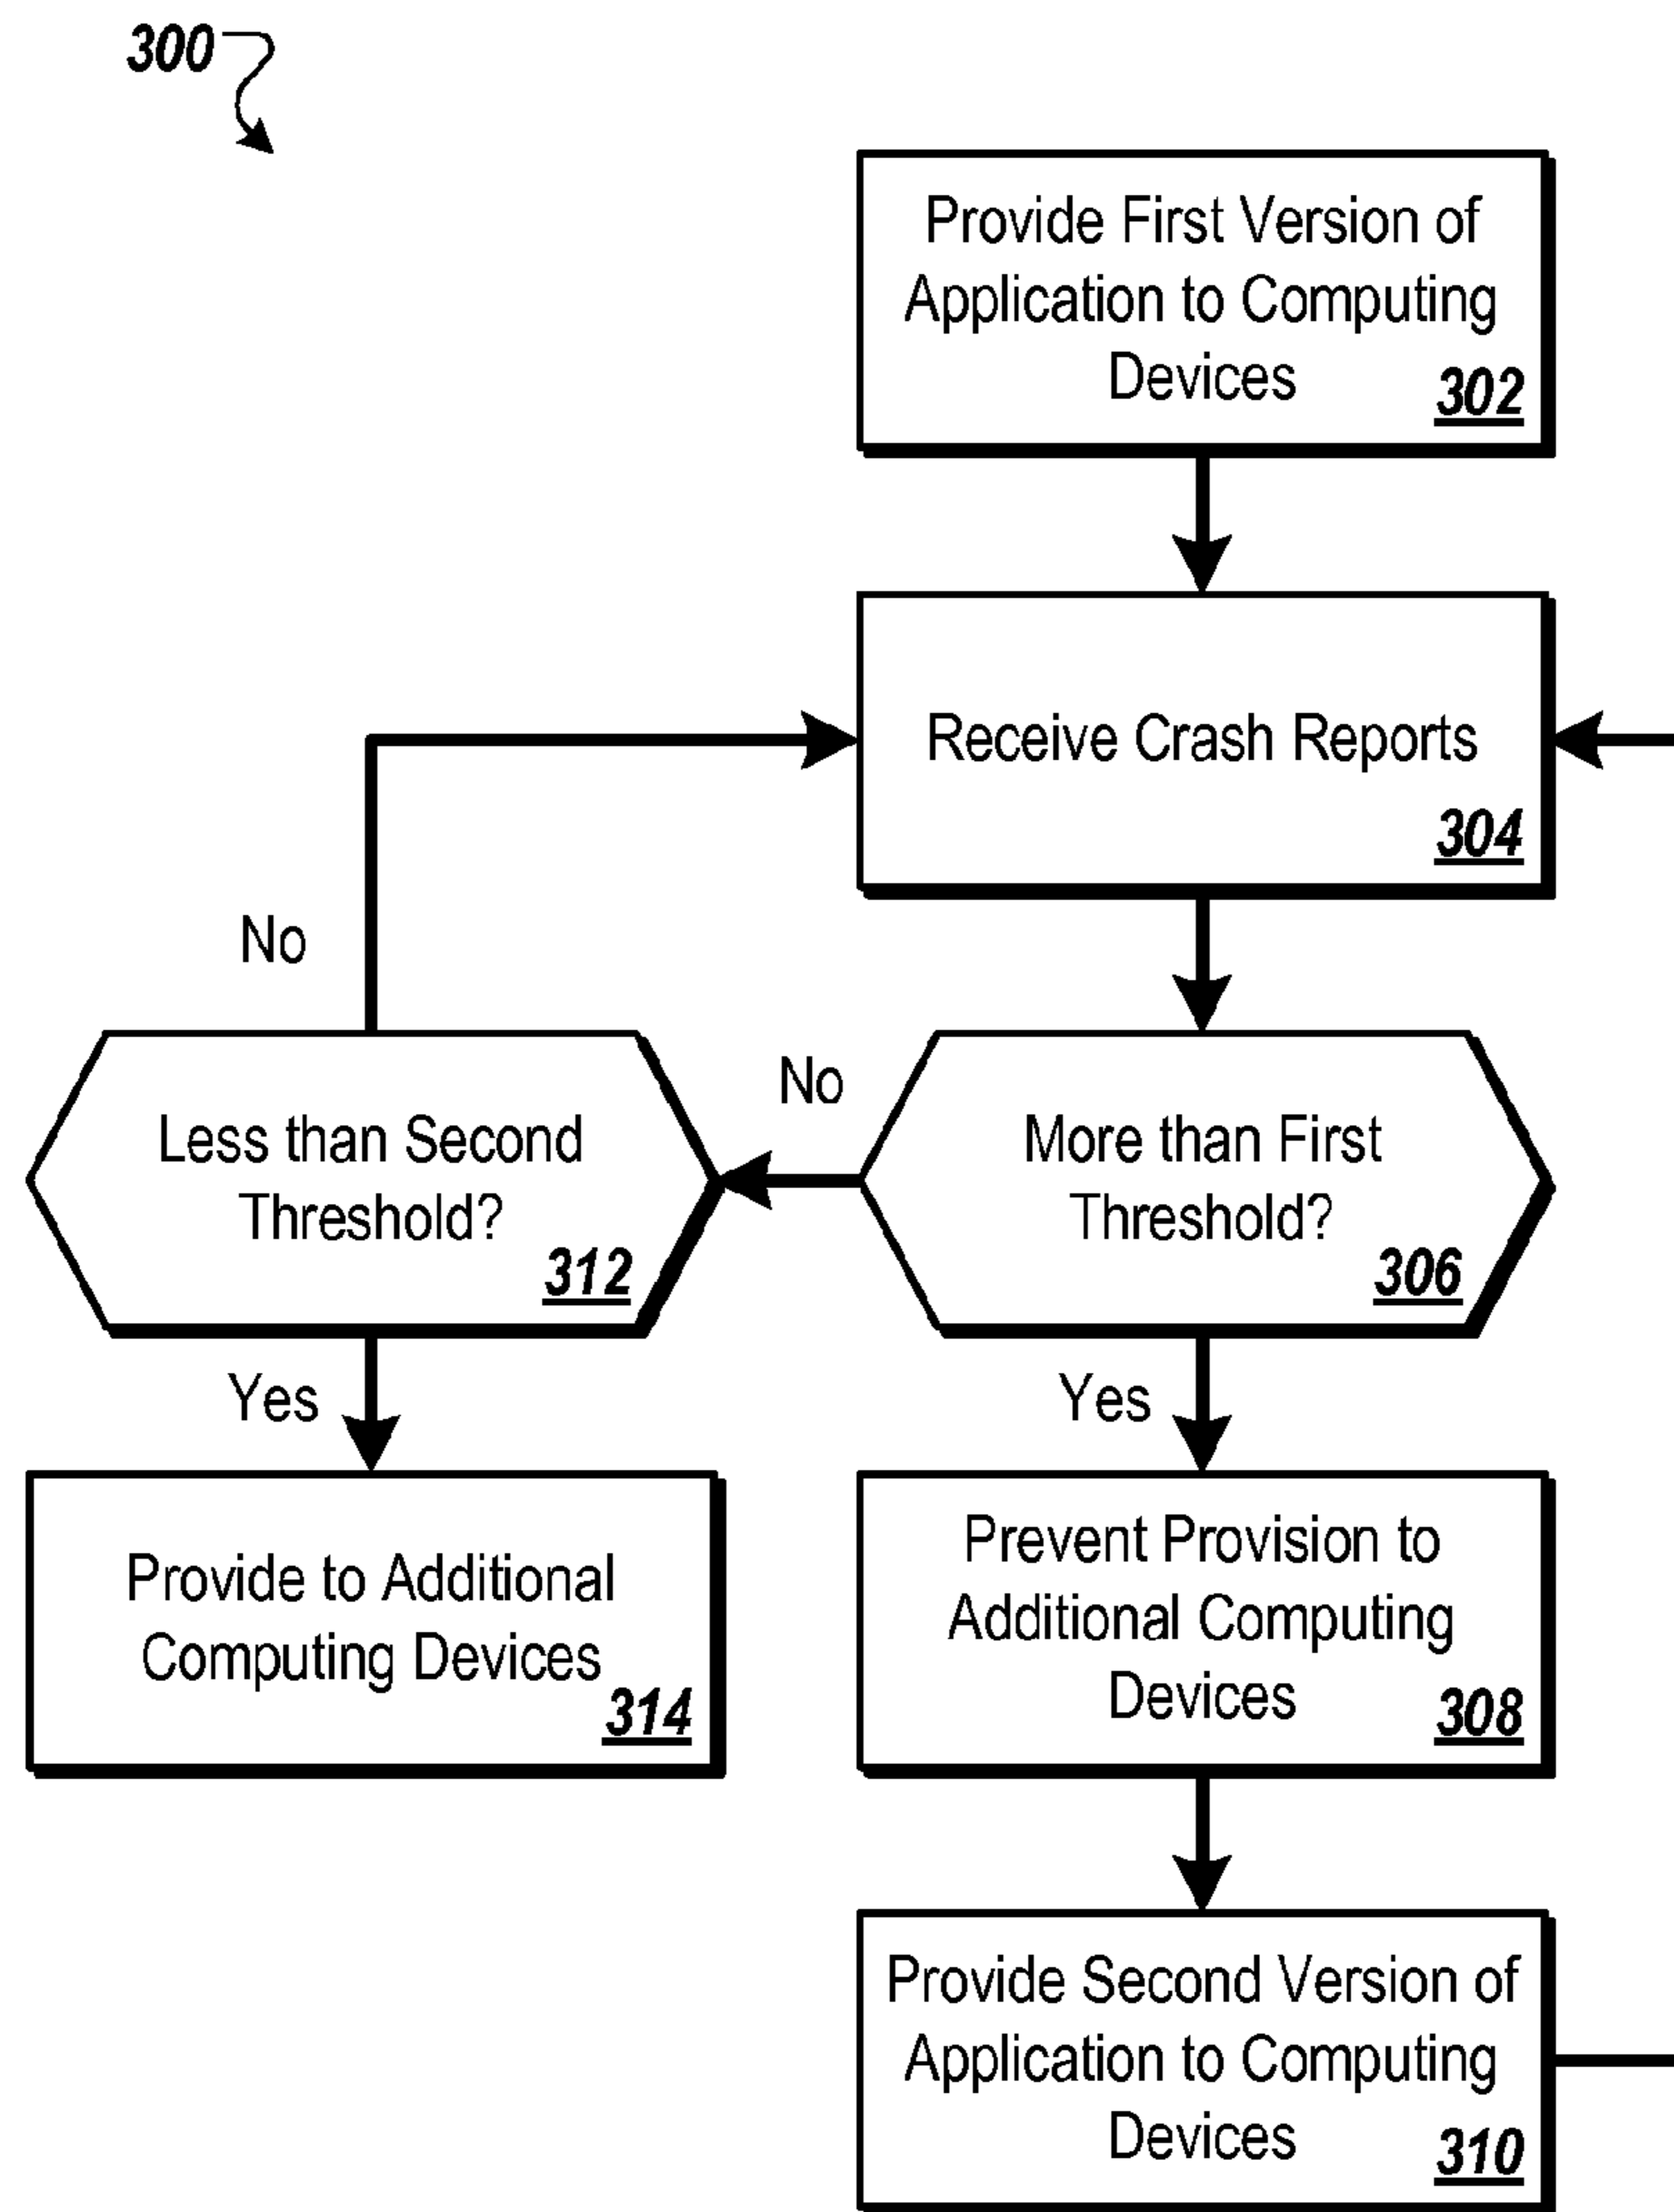 300
Provide First Version of
Application to Computing
Devices
302
Receive Crash Reports
304
No
Less than Second
Threshold?
312
No
More than First
Threshold?
306
Yes
Yes
Provide to Additional
Computing Devices
314
Prevent Provision to
Additional Computing
Devices
308
Provide Second Version of
Application to Computing
Devices
310